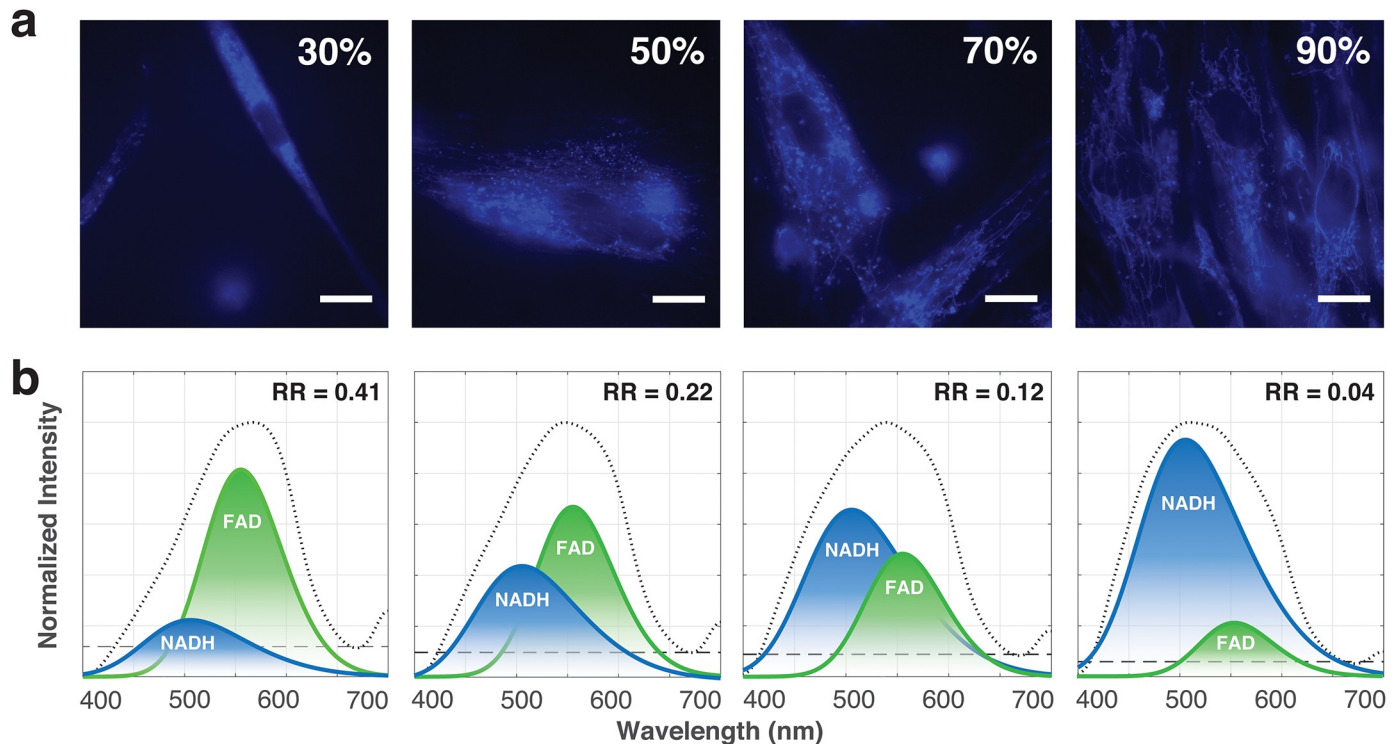 a
30%
50%
70%
90%
b
RR = 0.41
RR = 0.22
RR = 0.12
RR = 0.04
Normalized Intensity
FAD
NADH
FAD
NADH
NADH
FAD
NADH
FAD
400 500 600 700
400 500 600 700
400 500 600 700
400 500 600 700
Wavelength (nm)